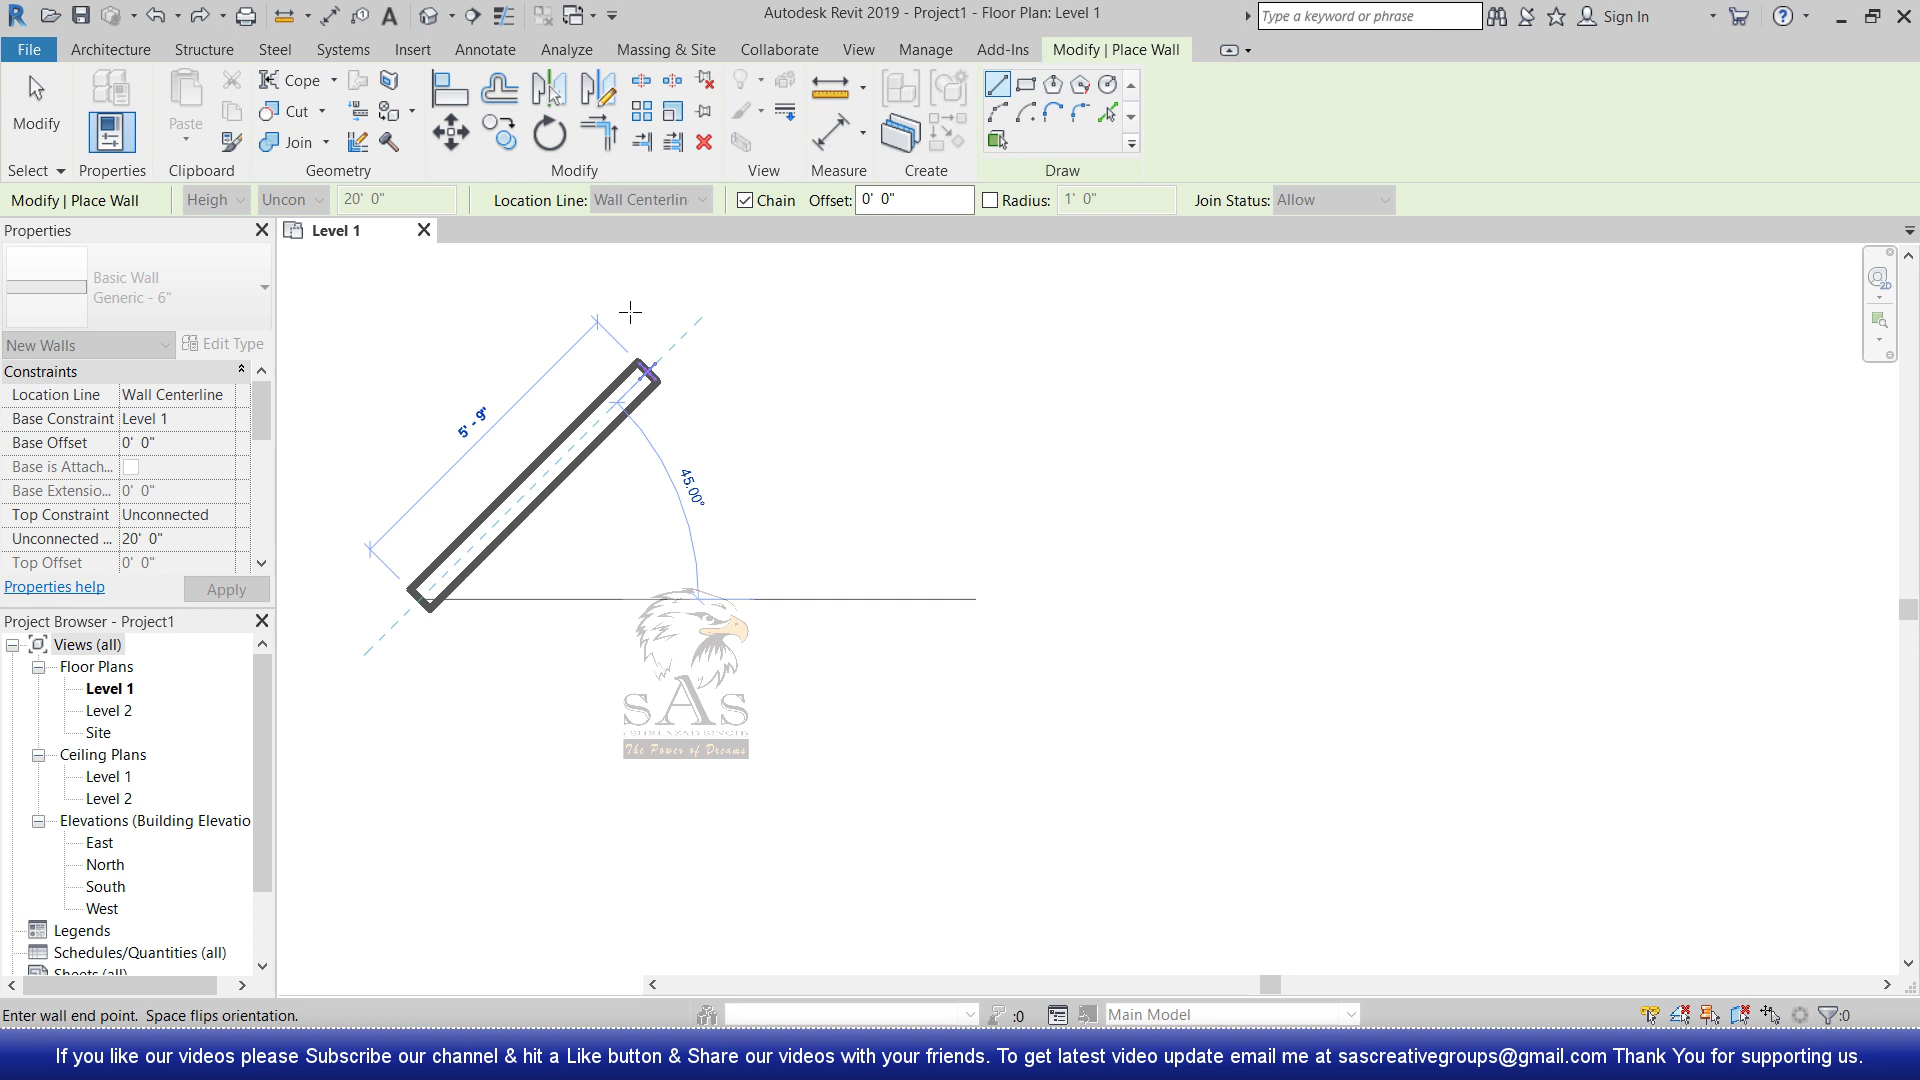 Autodesk Revit 2019 - Project1 - Floor Plan: Level 1
Type a keyword or phrase
Sign In
File Architecture Structure Steel Systems Insert Annotate Analyze Massing & Site Collaborate View Manage Add-Ins Modify | Place Wall
Modify
Paste
Cope
Cut
Join
Select Properties Clipboard Geometry Modify View Measure Create Draw
Modify | Place Wall Heigh Uncon 20' 0" Location Line: Wall Centerlin Chain Offset: 0' 0" Radius: 1' 0" Join Status: Allow
Properties
Level 1
2D
Basic Wall
Generic - 6"
New Walls Edit Type
Constraints
Location Line Wall Centerline
Base Constraint Level 1
Base Offset 0' 0"
Base is Attach...
Base Extensio... 0' 0"
Top Constraint Unconnected
Unconnected ... 20' 0"
Top Offset 0' 0"
Properties help Apply
5' - 9"
45.00°
sAs
The Power of Dreams
Project Browser - Project1
Views (all)
Floor Plans
Level 1
Level 2
Site
Ceiling Plans
Level 1
Level 2
Elevations (Building Elevatio
East
North
South
West
Legends
Schedules/Quantities (all)
Sheets (all)
Enter wall end point. Space flips orientation. :0 Main Model :0
If you like our videos please Subscribe our channel & hit a Like button & Share our videos with your friends. To get latest video update email me at sascreativegroups@gmail.com Thank You for supporting us.